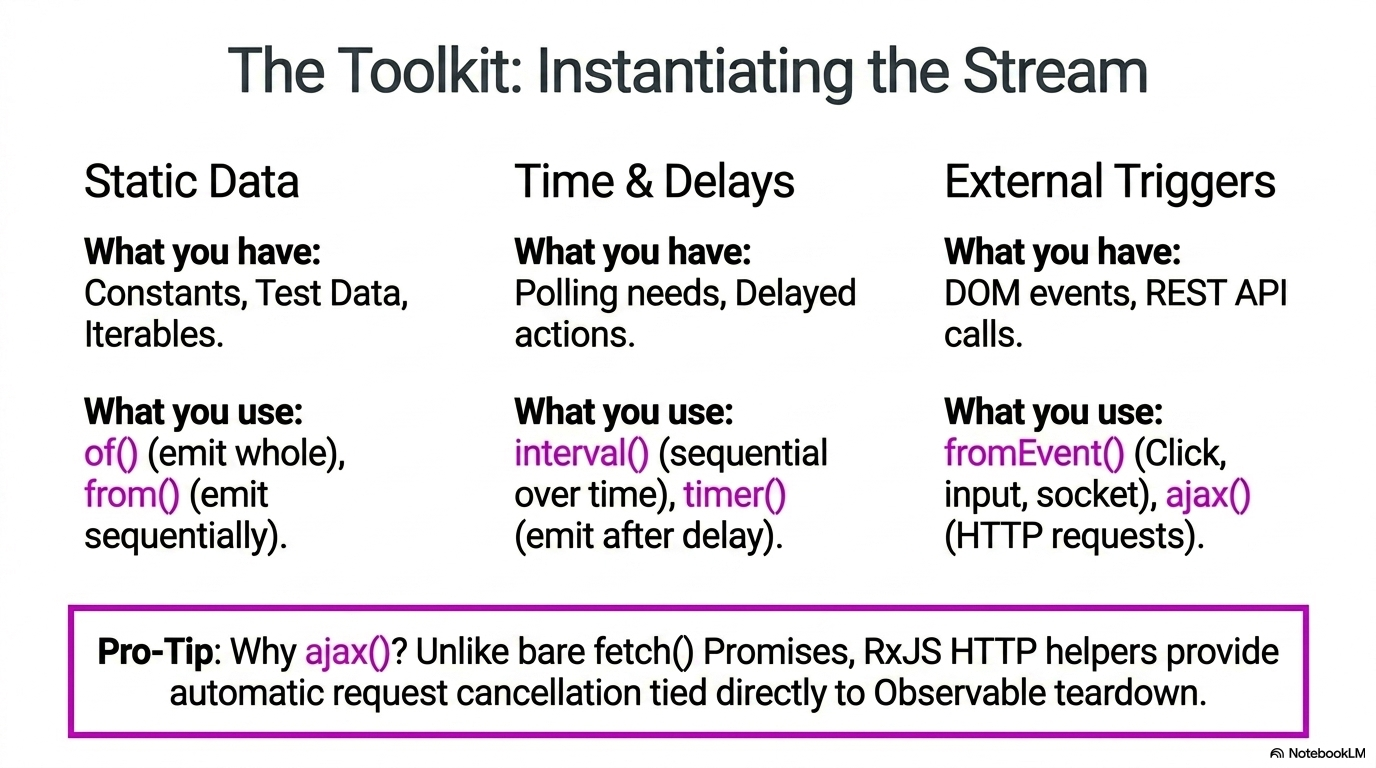 The Toolkit: Instantiating the Stream
Static Data
What you have:
Constants, Test Data,
Iterables.
What you use:
of() (emit whole),
from() (emit
sequentially).
Time & Delays
What you have:
Polling needs, Delayed
actions.
What you use:
interval() (sequential
over time), timer()
(emit after delay).
External Triggers
What you have:
DOM events, REST API
calls.
What you use:
fromEvent() (Click,
input, socket), ajax()
(HTTP requests).
Pro-Tip: Why ajax()? Unlike bare fetch() Promises, RxJS HTTP helpers provide
automatic request cancellation tied directly to Observable teardown.
NotebookLM